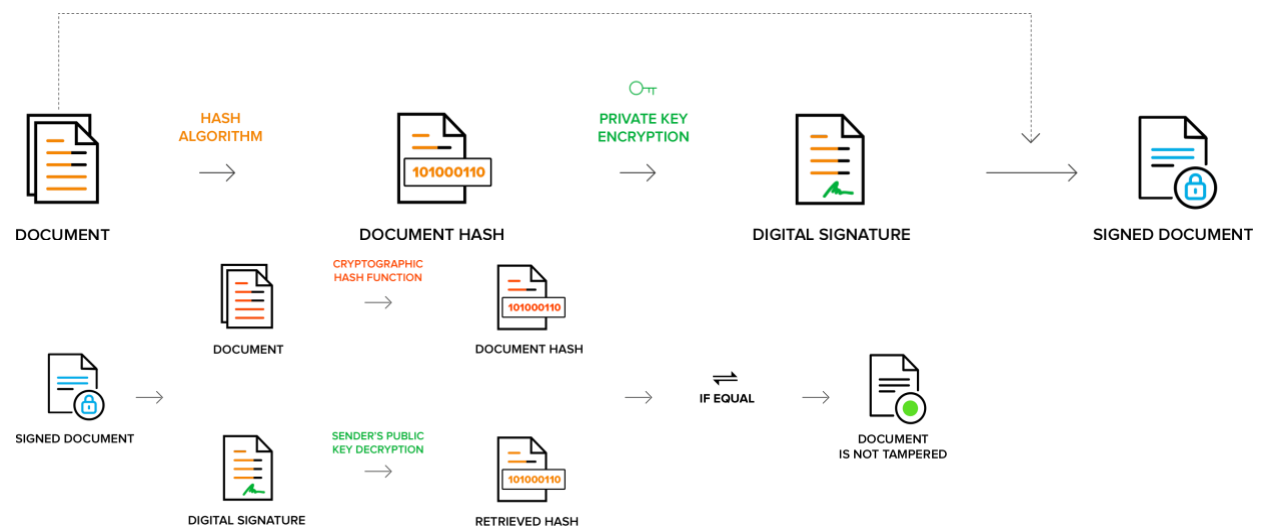 HASH
ALGORITHM
PRIVATE KEY
ENCRYPTION
101000110
DOCUMENT
DOCUMENT HASH
DIGITAL SIGNATURE
SIGNED DOCUMENT
CRYPTOGRAPHIC
HASH FUNCTION
101000110
DOCUMENT
DOCUMENT HASH
IF EQUAL
SIGNED DOCUMENT
DOCUMENT
IS NOT TAMPERED
SENDER'S PUBLIC
KEY DECRYPTION
101000110
DIGITAL SIGNATURE
RETRIEVED HASH